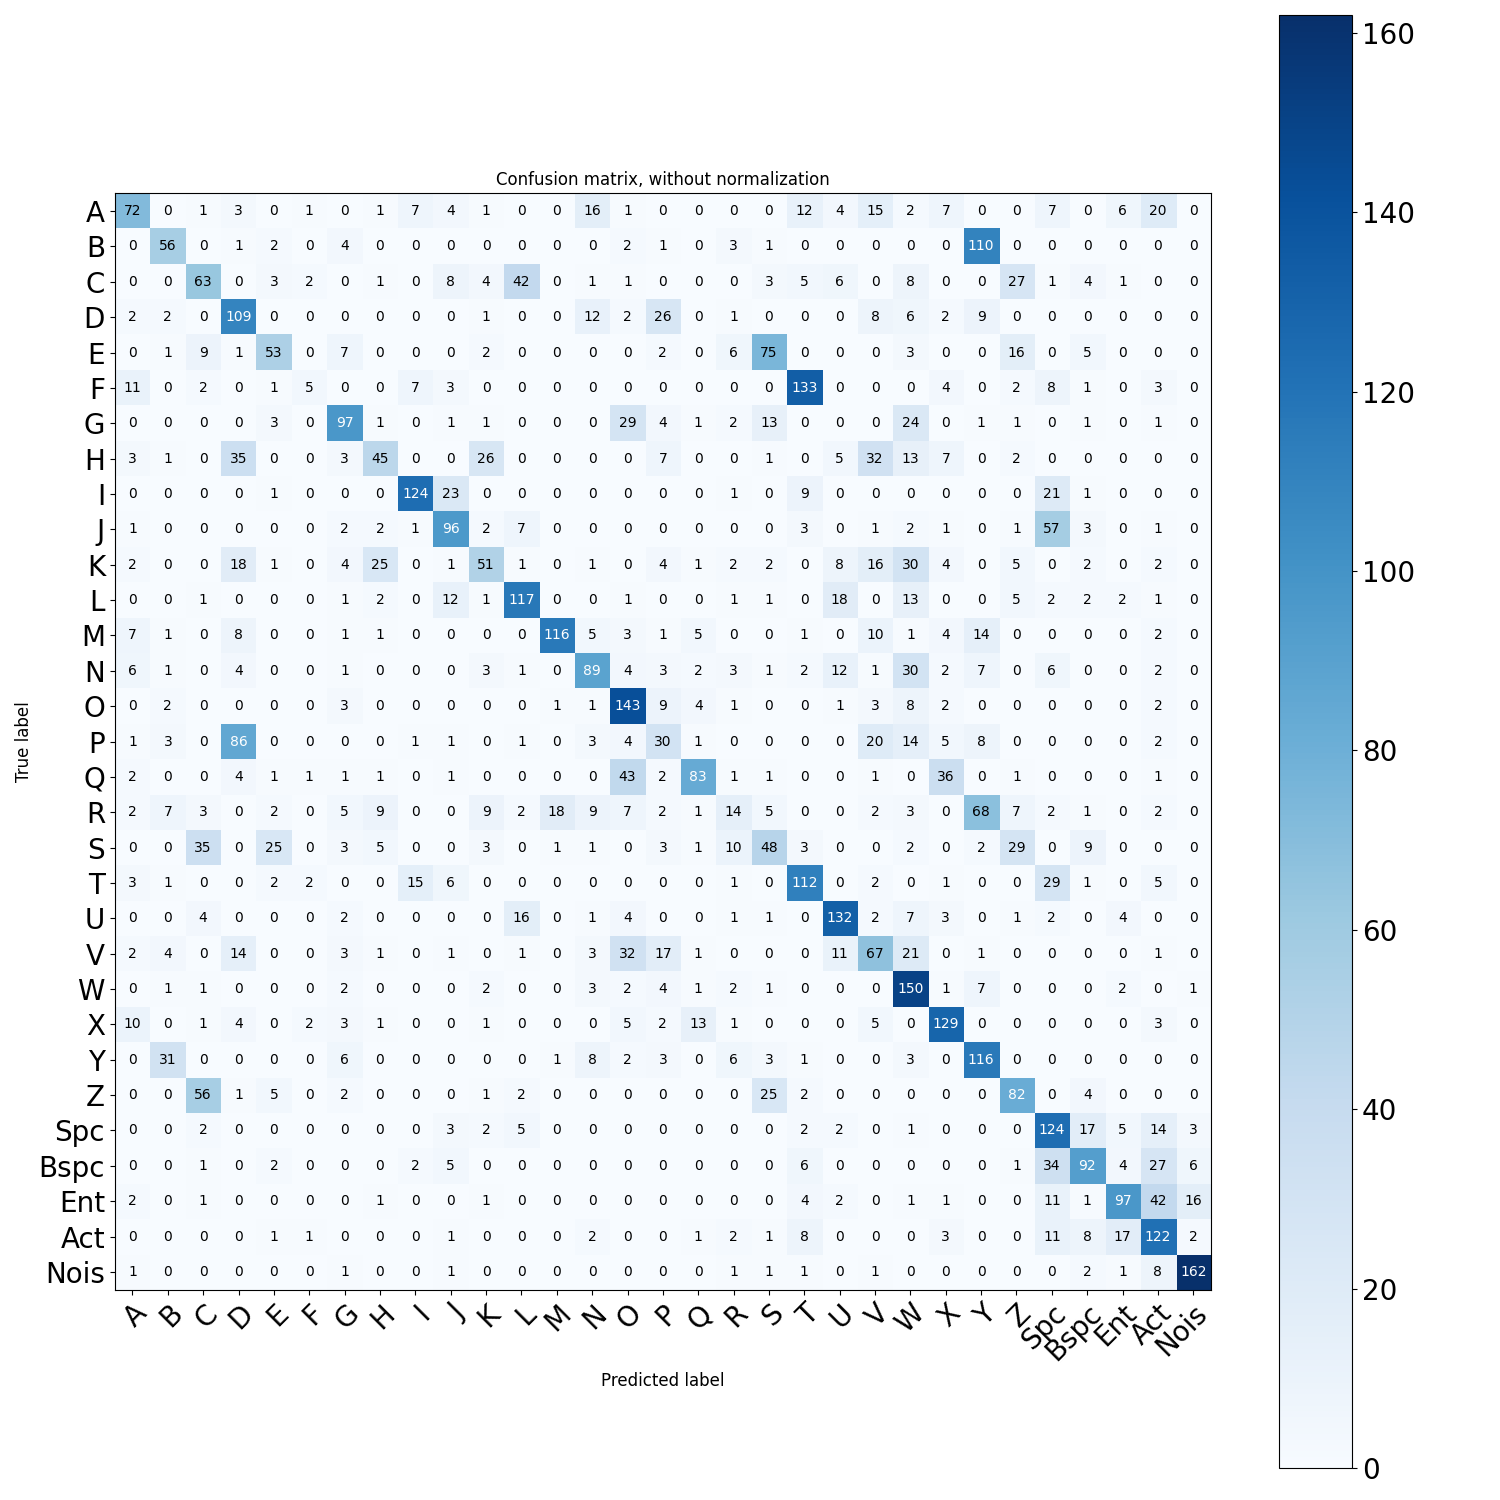 Confusion matrix, without normalization
A 72 0 1 3 0 1 0 1 7 4 1 0 0 16 1 0 0 0 0 12 4 15 2 7 0 0 7 0 6 20 0
B 0 56 0 1 2 0 4 0 0 0 0 0 0 0 2 1 0 3 1 0 0 0 0 0 110 0 0 0 0 0 0
C 0 0 63 0 3 2 0 1 0 8 4 42 0 1 1 0 0 0 3 5 6 0 8 0 0 27 1 4 1 0 0
D 2 2 0 109 0 0 0 0 0 0 1 0 0 12 2 26 0 1 0 0 0 8 6 2 9 0 0 0 0 0 0
E 0 1 9 1 53 0 7 0 0 0 2 0 0 0 0 2 0 6 75 0 0 0 3 0 0 16 0 5 0 0 0
F 11 0 2 0 1 5 0 0 7 3 0 0 0 0 0 0 0 0 0 133 0 0 0 4 0 2 8 1 0 3 0
G 0 0 0 0 3 0 97 1 0 1 1 0 0 0 29 4 1 2 13 0 0 0 24 0 1 1 0 1 0 1 0
H 3 1 0 35 0 0 3 45 0 0 26 0 0 0 0 7 0 0 1 0 5 32 13 7 0 2 0 0 0 0 0
I 0 0 0 0 1 0 0 0 124 23 0 0 0 0 0 0 0 1 0 9 0 0 0 0 0 0 21 1 0 0 0
J 1 0 0 0 0 0 2 2 1 96 2 7 0 0 0 0 0 0 0 3 0 1 2 1 0 1 57 3 0 1 0
K 2 0 0 18 1 0 4 25 0 1 51 1 0 1 0 4 1 2 2 0 8 16 30 4 0 5 0 2 0 2 0
L 0 0 1 0 0 0 1 2 0 12 1 117 0 0 1 0 0 1 1 0 18 0 13 0 0 5 2 2 2 1 0
M 7 1 0 8 0 0 1 1 0 0 0 0 116 5 3 1 5 0 0 1 0 10 1 4 14 0 0 0 0 2 0
N 6 1 0 4 0 0 1 0 0 0 3 1 0 89 4 3 2 3 1 2 12 1 30 2 7 0 6 0 0 2 0
O 0 2 0 0 0 0 3 0 0 0 0 0 1 1 143 9 4 1 0 0 1 3 8 2 0 0 0 0 0 2 0
P 1 3 0 86 0 0 0 0 1 1 0 1 0 3 4 30 1 0 0 0 0 20 14 5 8 0 0 0 0 2 0
Q 2 0 0 4 1 1 1 1 0 1 0 0 0 0 43 2 83 1 1 0 0 1 0 36 0 1 0 0 0 1 0
R 2 7 3 0 2 0 5 9 0 0 9 2 18 9 7 2 1 14 5 0 0 2 3 0 68 7 2 1 0 2 0
S 0 0 35 0 25 0 3 5 0 0 3 0 1 1 0 3 1 10 48 3 0 0 2 0 2 29 0 9 0 0 0
T 3 1 0 0 2 2 0 0 15 6 0 0 0 0 0 0 0 1 0 112 0 2 0 1 0 0 29 1 0 5 0
U 0 0 4 0 0 0 2 0 0 0 0 16 0 1 4 0 0 1 1 0 132 2 7 3 0 1 2 0 4 0 0
V 2 4 0 14 0 0 3 1 0 1 0 1 0 3 32 17 1 0 0 0 11 67 21 0 1 0 0 0 0 1 0
W 0 1 1 0 0 0 2 0 0 0 2 0 0 3 2 4 1 2 1 0 0 0 150 1 7 0 0 0 2 0 1
X 10 0 1 4 0 2 3 1 0 0 1 0 0 0 5 2 13 1 0 0 0 5 0 129 0 0 0 0 0 3 0
Y 0 31 0 0 0 0 6 0 0 0 0 0 1 8 2 3 0 6 3 1 0 0 3 0 116 0 0 0 0 0 0
Z 0 0 56 1 5 0 2 0 0 0 1 2 0 0 0 0 0 0 25 2 0 0 0 0 0 82 0 4 0 0 0
Spc 0 0 2 0 0 0 0 0 0 3 2 5 0 0 0 0 0 0 0 2 2 0 1 0 0 0 124 17 5 14 3
Bspc 0 0 1 0 2 0 0 0 2 5 0 0 0 0 0 0 0 0 0 6 0 0 0 0 0 1 34 92 4 27 6
Ent 2 0 1 0 0 0 0 1 0 0 1 0 0 0 0 0 0 0 0 4 2 0 1 1 0 0 11 1 97 42 16
Act 0 0 0 0 1 1 0 0 0 1 0 0 0 2 0 0 1 2 1 8 0 0 0 3 0 0 11 8 17 122 2
Nois 1 0 0 0 0 0 1 0 0 1 0 0 0 0 0 0 0 1 1 1 0 1 0 0 0 0 0 2 1 8 162
A B C D E F G H I J K L M N O P Q R S T U V W X Y Z Spc Bspc Ent Act Nois
Predicted label
True label
160
140
120
100
80
60
40
20
0